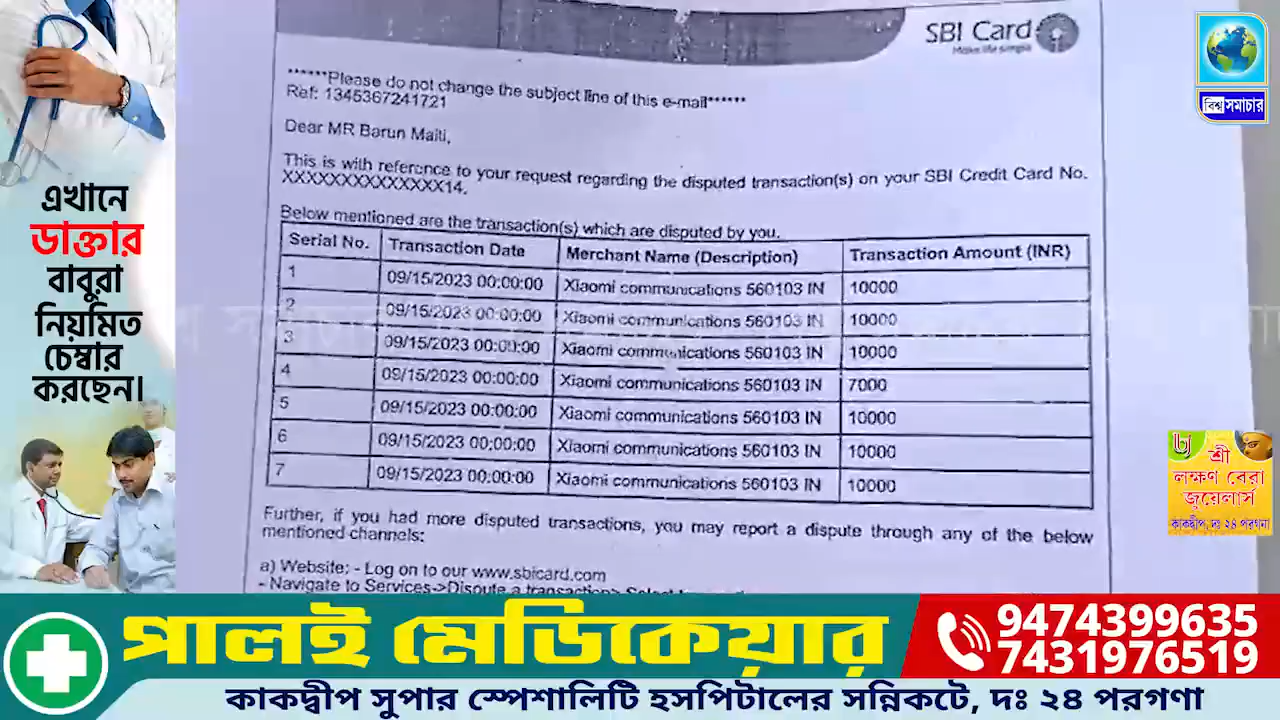 SBI Card
Make life simple
******Please do not change the subject line of this e-mail******
Ref: 1345367241721
Dear MR Barun Maiti,
This is with reference to your request regarding the disputed transaction(s) on your SBI Credit Card No.
XXXXXXXXXXXXXX14.
Below mentioned are the transaction(s) which are disputed by you.
Serial No. Transaction Date Merchant Name (Description) Transaction Amount (INR)
1 09/15/2023 00:00:00 Xiaomi communications 560103 IN 10000
2 09/15/2023 00:00:00 Xiaomi communications 560103 IN 10000
3 09/15/2023 00:00:00 Xiaomi communications 560103 IN 10000
4 09/15/2023 00:00:00 Xiaomi communications 560103 IN 7000
5 09/15/2023 00:00:00 Xiaomi communications 560103 IN 10000
6 09/15/2023 00:00:00 Xiaomi communications 560103 IN 10000
7 09/15/2023 00:00:00 Xiaomi communications 560103 IN 10000
Further, if you had more disputed transactions, you may report a dispute through any of the below
mentioned channels:
a) Website: - Log on to our www.sbicard.com
- Navigate to Services->Dispute a transaction> Select
বিশ্ব সমাচার
এখানে
ডাক্তার
বাবুরা
নিয়মিত
চেম্বার
করছেন।
শ্রী
লক্ষণ বেরা
জুয়েলার্স
কাকদ্বীপ, দঃ ২৪ পরগণা
পালই মেডিকেয়ার
9474399635
7431976519
কাকদ্বীপ সুপার স্পেশালিটি হসপিটালের সন্নিকটে, দঃ ২৪ পরগণা